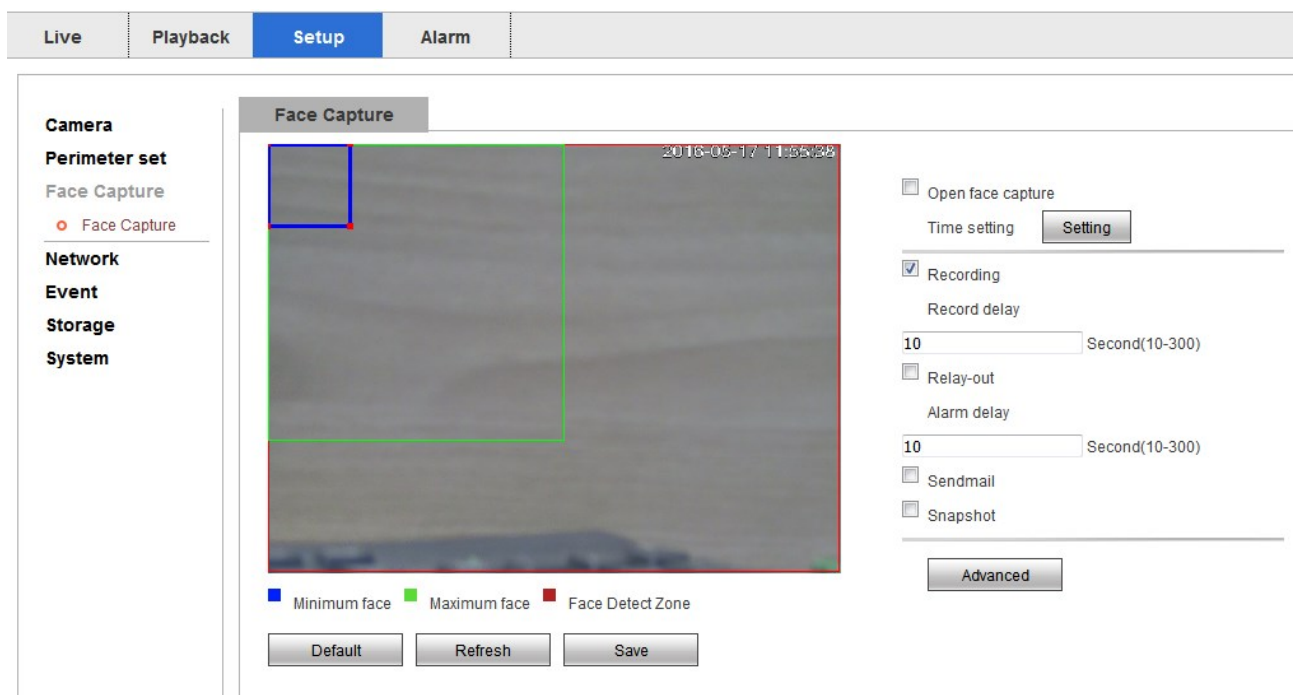 Live Playback Setup Alarm
Camera
Perimeter set
Face Capture
Face Capture
Network
Event
Storage
System
Face Capture
2016-05-17 11:55:38
Minimum face Maximum face Face Detect Zone
Default Refresh Save
Open face capture
Time setting Setting
Recording
Record delay
10 Second(10-300)
Relay-out
Alarm delay
10 Second(10-300)
Sendmail
Snapshot
Advanced